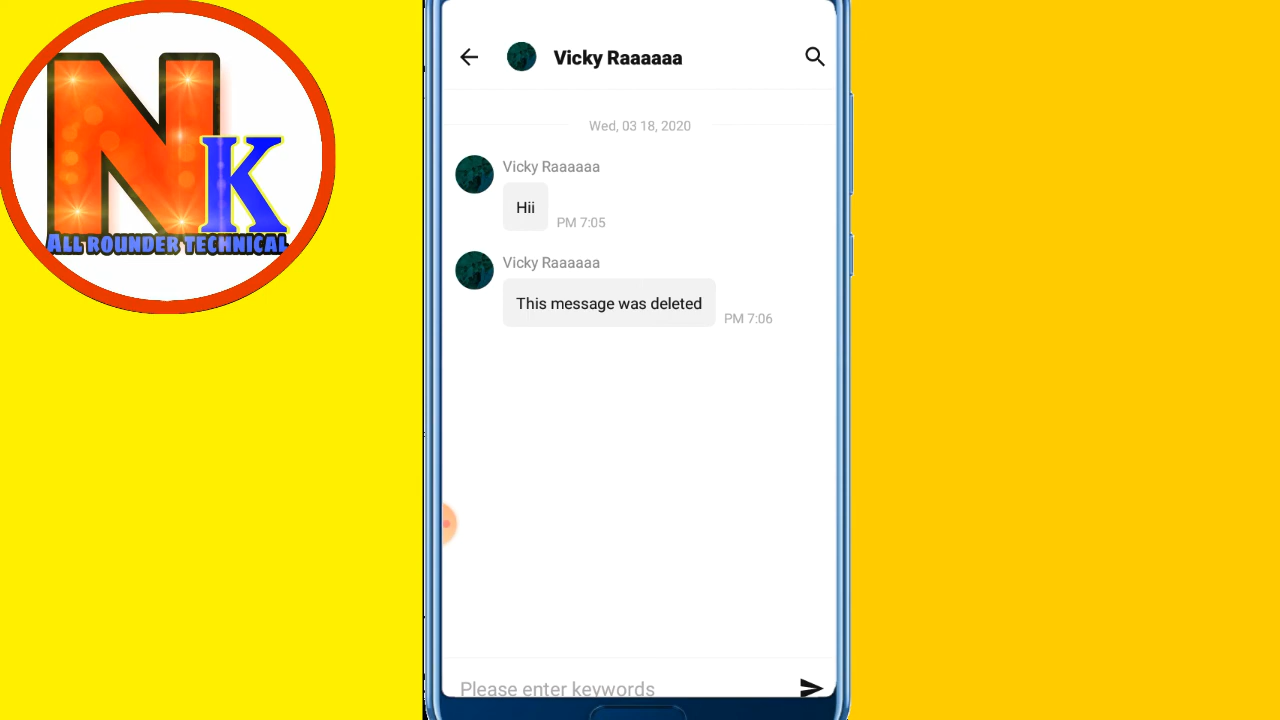 NK
ALL ROUNDER TECHNICAL
Vicky Raaaaaa
Wed, 03 18, 2020
Vicky Raaaaaa
Hii
PM 7:05
Vicky Raaaaaa
This message was deleted
PM 7:06
Please enter keywords